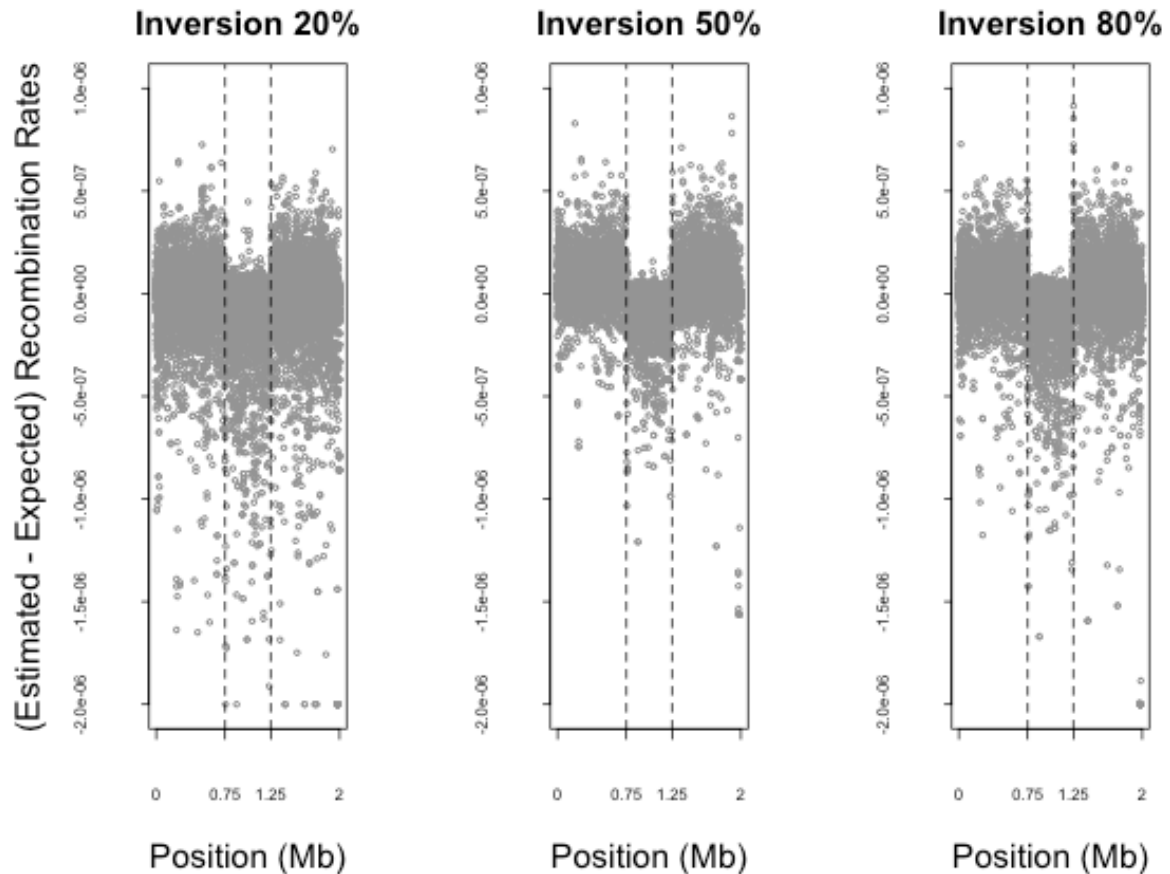 Inversion 20% Inversion 50% Inversion 80%
(Estimated - Expected) Recombination Rates
1.0e-06 1.0e-06 1.0e-06
5.0e-07 5.0e-07 5.0e-07
0.0e+00 0.0e+00 0.0e+00
-5.0e-07 -5.0e-07 -5.0e-07
-1.0e-06 -1.0e-06 -1.0e-06
-1.5e-06 -1.5e-06 -1.5e-06
-2.0e-06 -2.0e-06 -2.0e-06
0 0.75 1.25 2 0 0.75 1.25 2 0 0.75 1.25 2
Position (Mb) Position (Mb) Position (Mb)